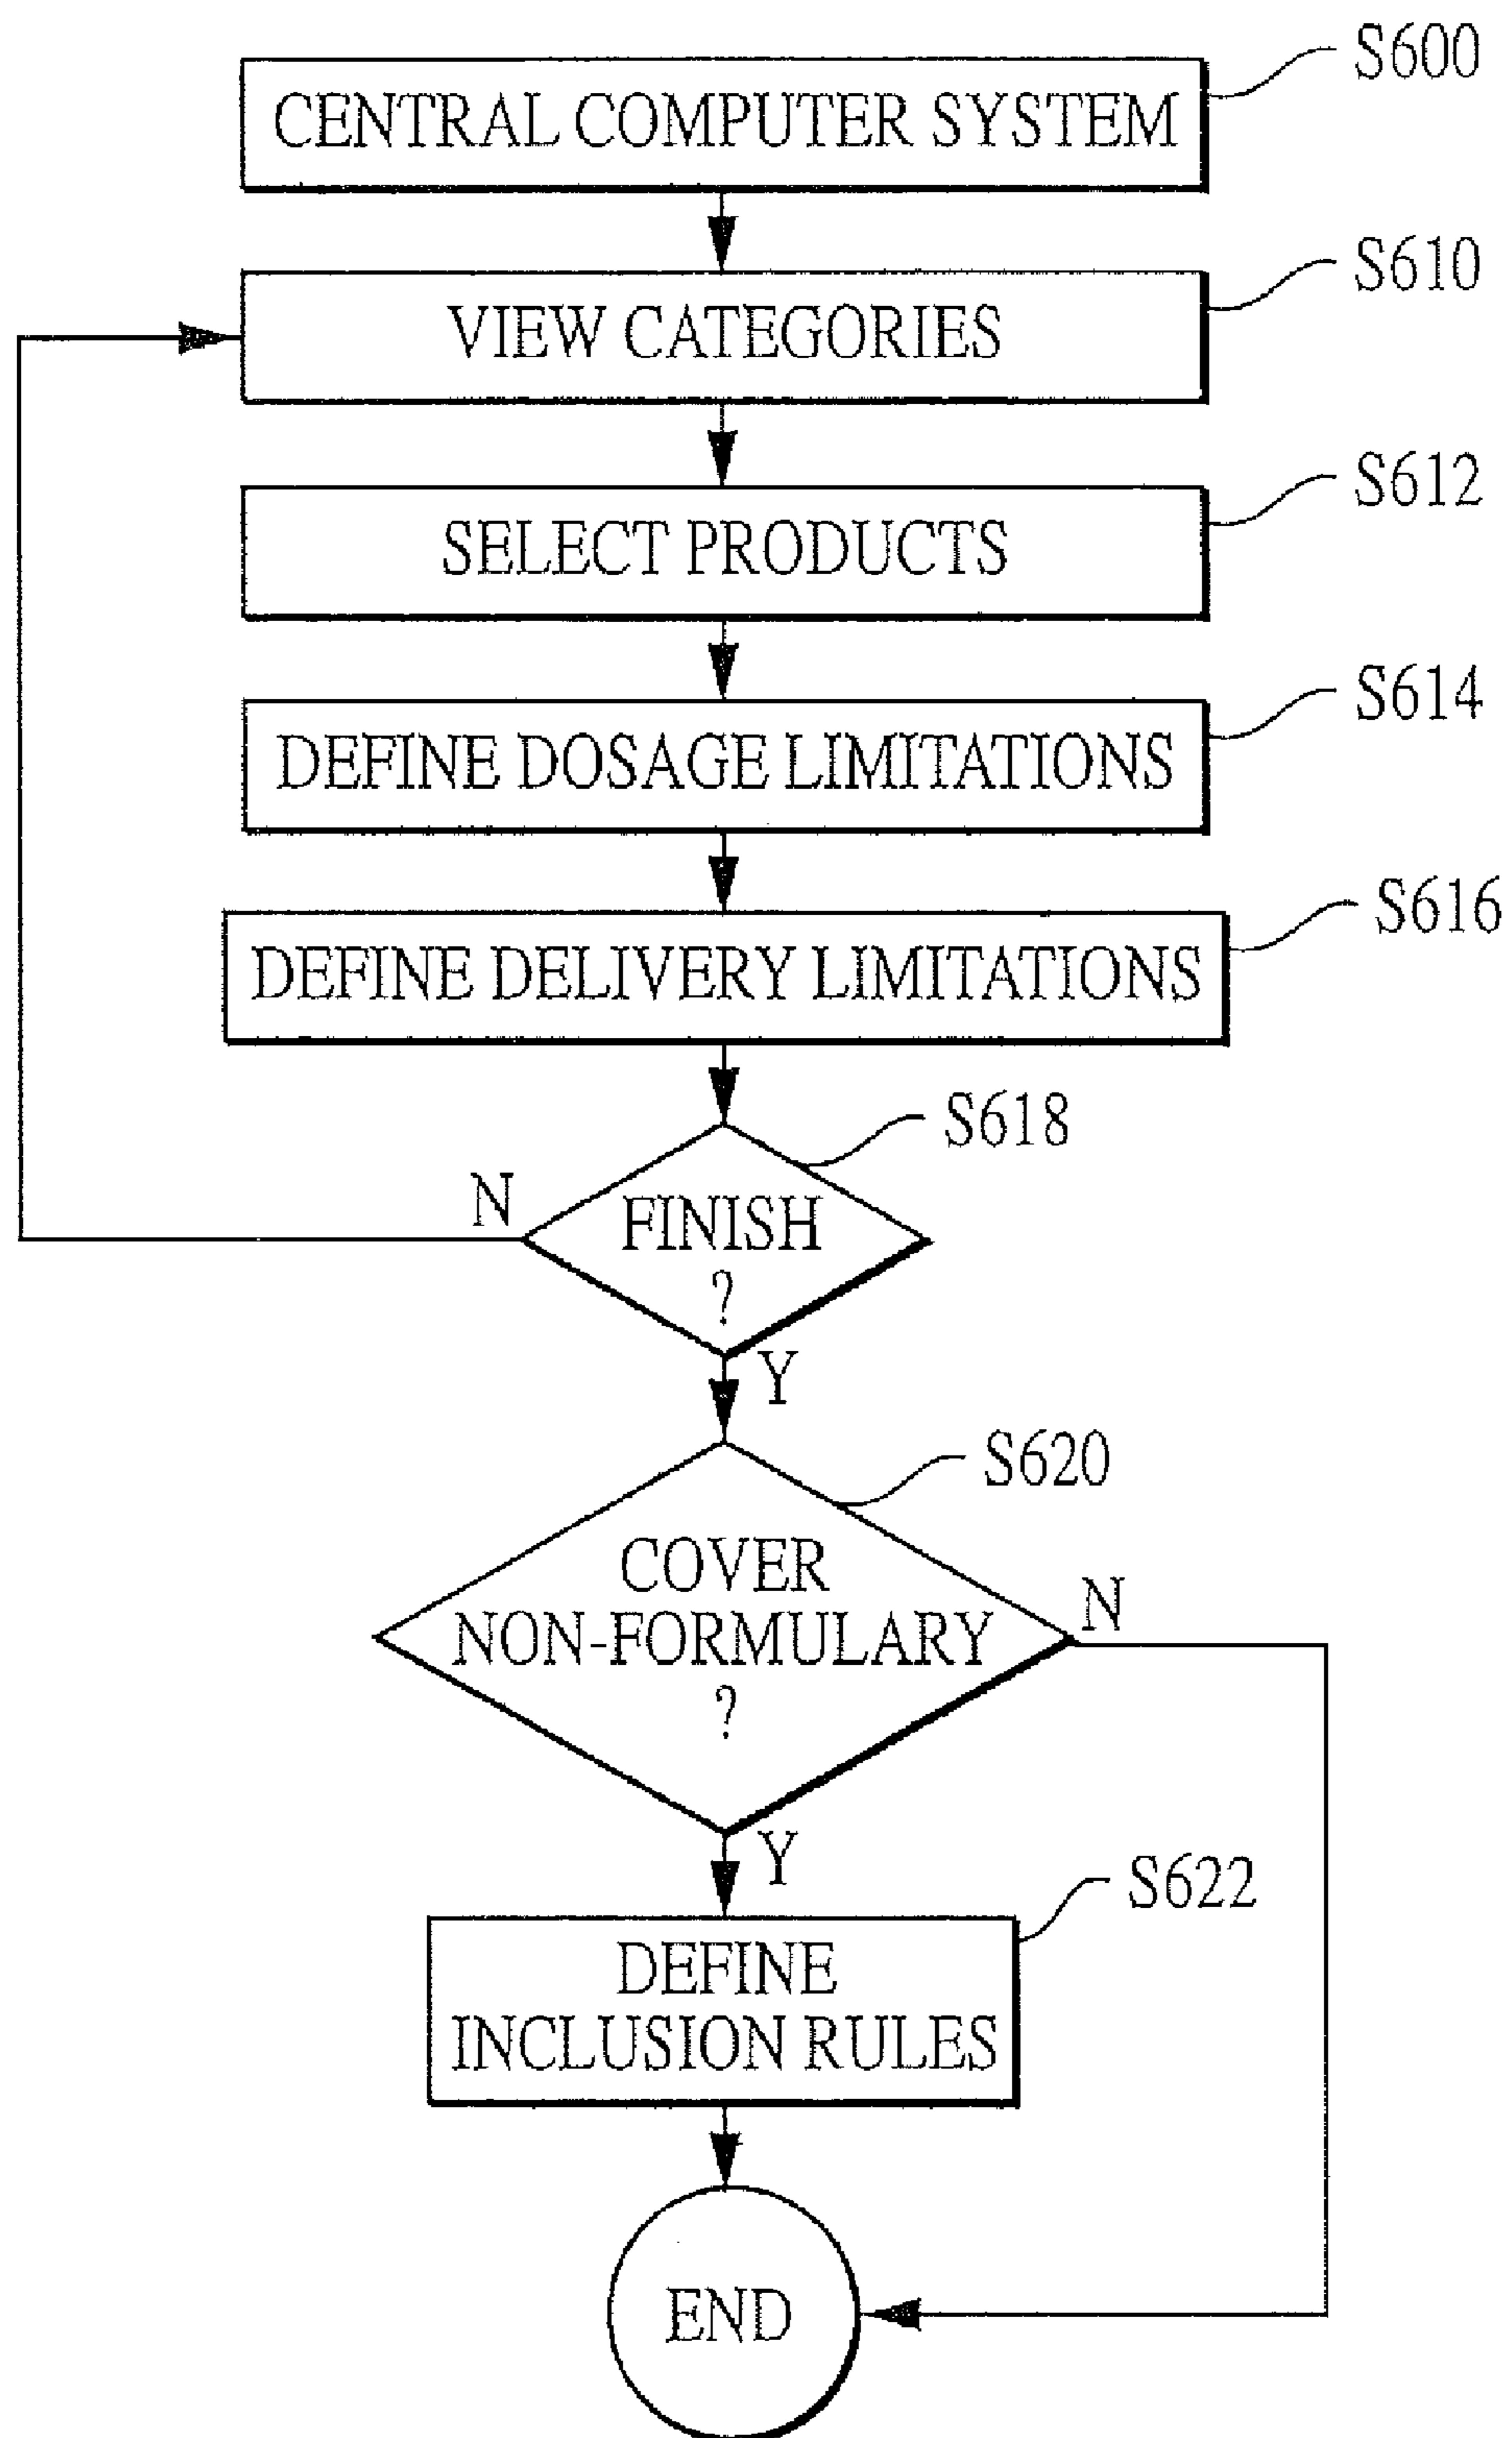 S600
CENTRAL COMPUTER SYSTEM
S610
VIEW CATEGORIES
S612
SELECT PRODUCTS
S614
DEFINE DOSAGE LIMITATIONS
S616
DEFINE DELIVERY LIMITATIONS
S618
N
FINISH
?
Y
S620
COVER
N
NON-FORMULARY
?
Y
S622
DEFINE
INCLUSION RULES
END